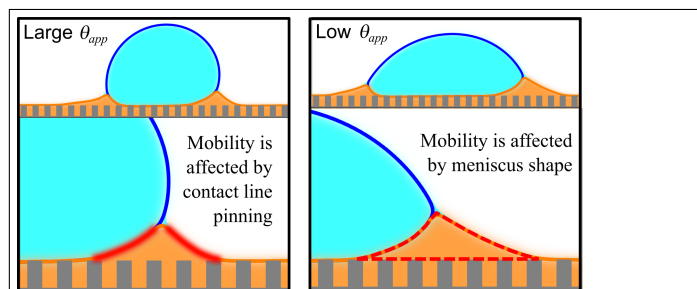 Large θapp
Mobility is
affected by
contact line
pinning
Low θapp
Mobility is affected
by meniscus shape